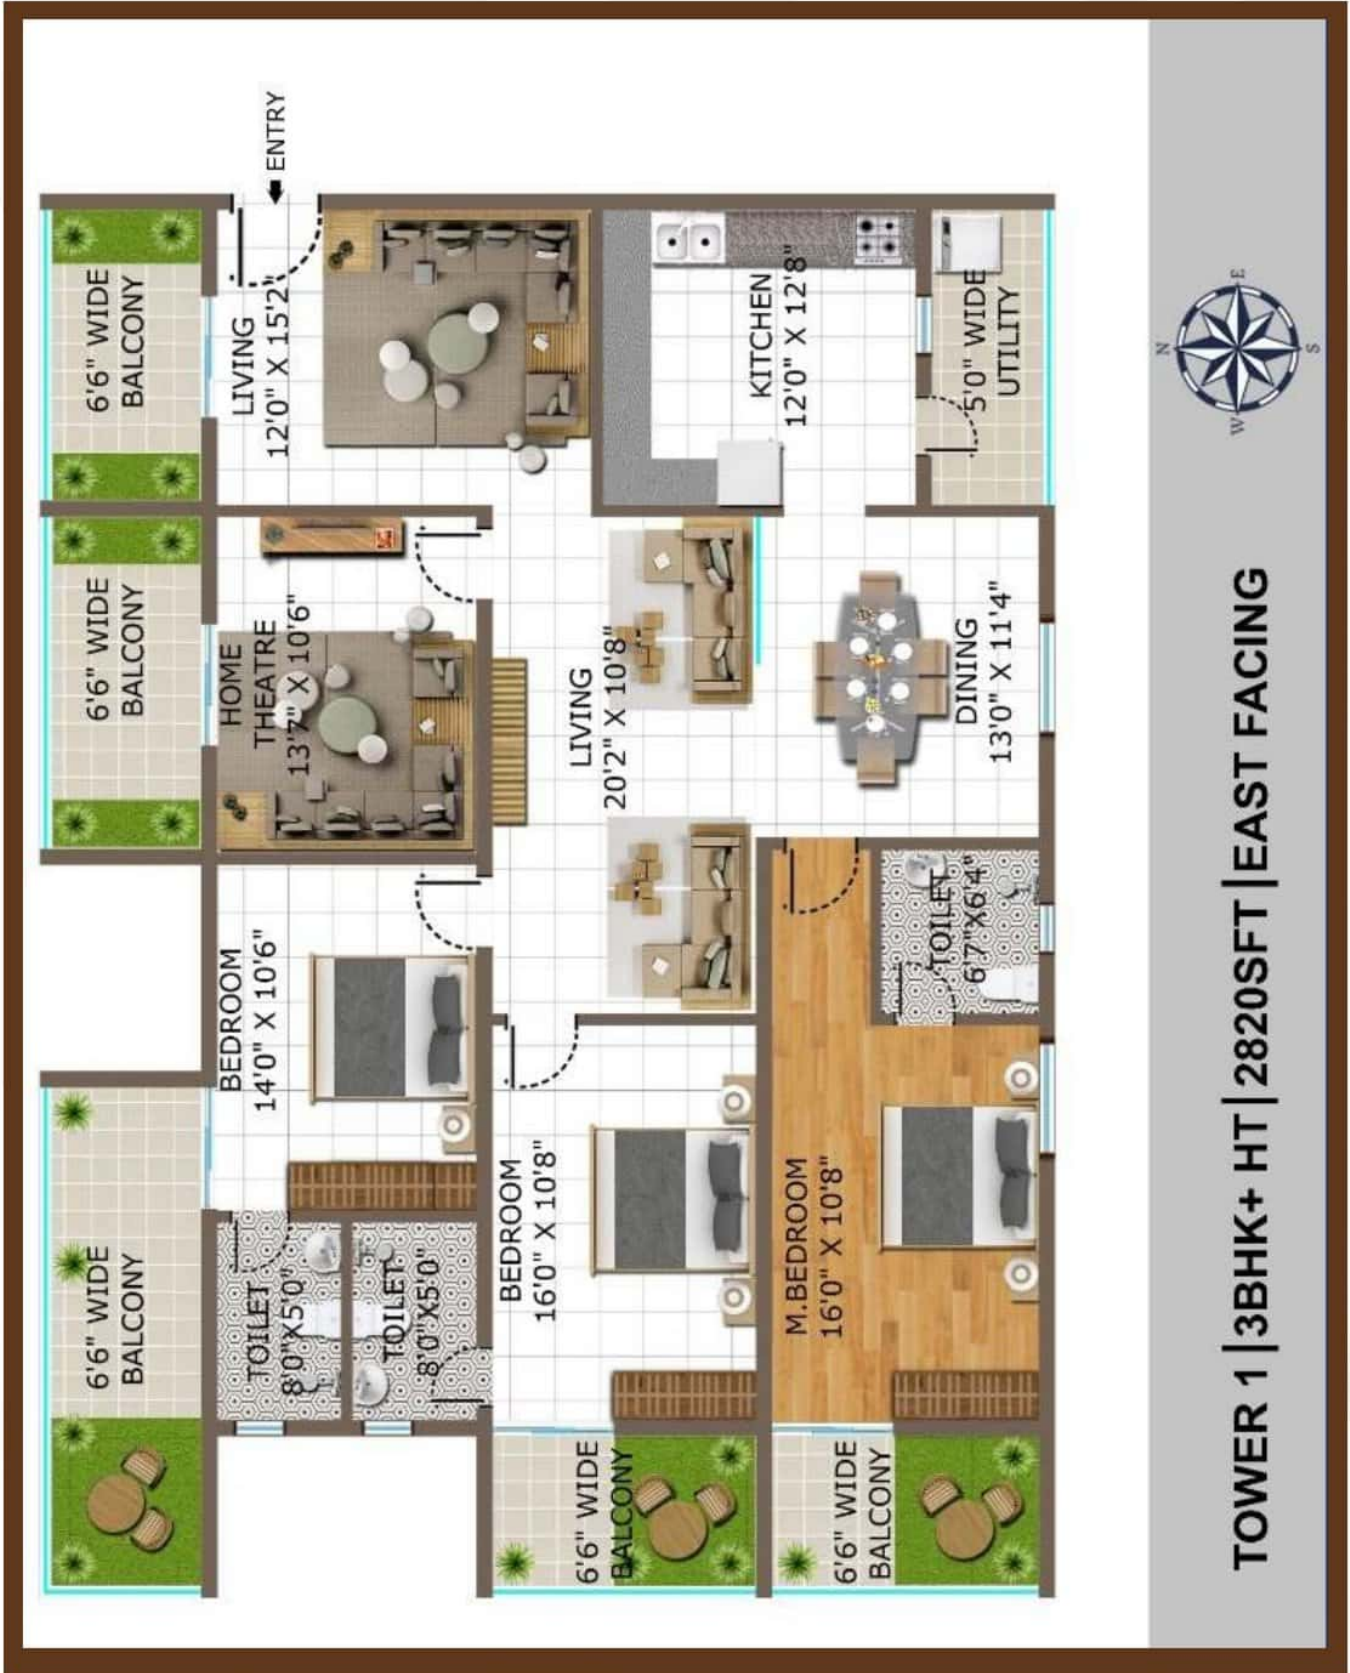 6'6" WIDE
BALCONY
6'6" WIDE
BALCONY
6'6" WIDE
BALCONY
ENTRY
TOILET
8'0"X5'0"
BEDROOM
14'0" X 10'6"
HOME
THEATRE
13'7" X 10'6"
LIVING
12'0" X 15'2"
TOILET
8'0"X5'0"
6'6" WIDE
BALCONY
BEDROOM
16'0" X 10'8"
LIVING
20'2" X 10'8"
KITCHEN
12'0" X 12'8"
6'6" WIDE
BALCONY
M.BEDROOM
16'0" X 10'8"
TOILET
6'7"X6'4"
DINING
13'0" X 11'4"
5'0" WIDE
UTILITY
N
W
E
S
TOWER 1|3BHK+ HT|2820SFT|EAST FACING